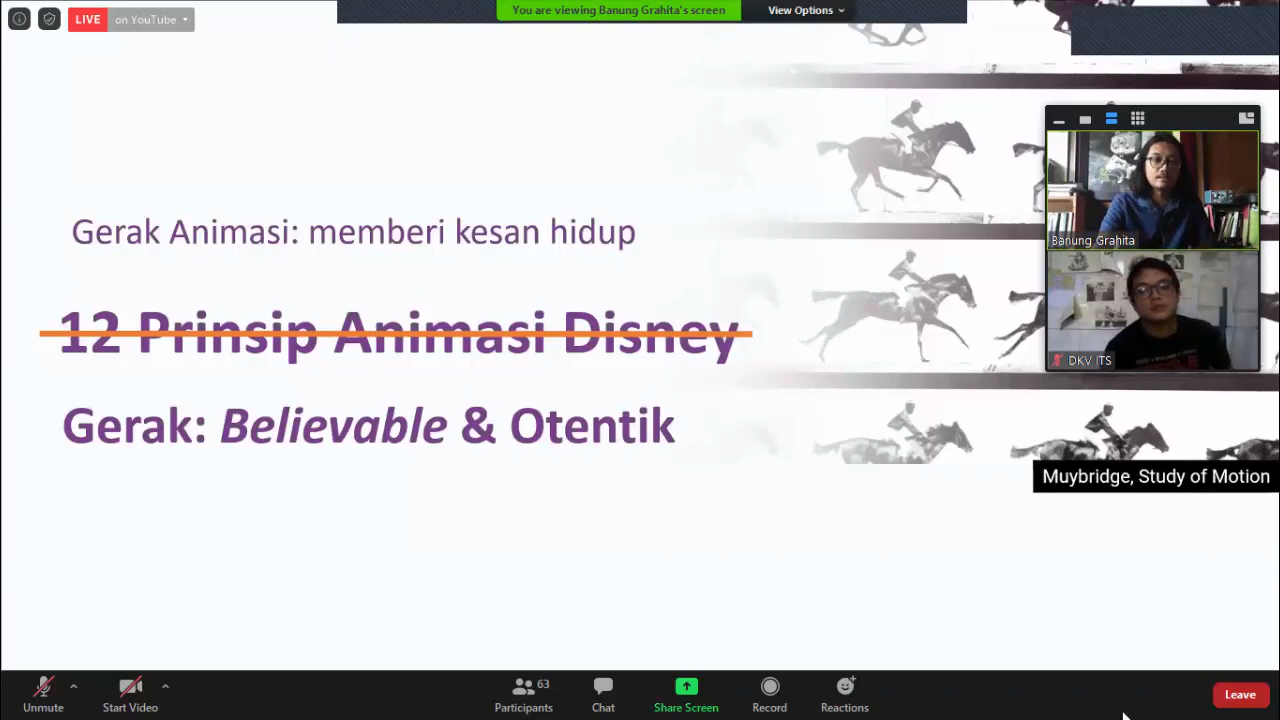 LIVE on YouTube
You are viewing Banung Grahita's screen
View Options
Gerak Animasi: memberi kesan hidup
12 Prinsip Animasi Disney
Gerak: Believable & Otentik
Banung Grahita
DKV ITS
Muybridge, Study of Motion
Unmute
Start Video
63
Participants
Chat
Share Screen
Record
Reactions
Leave